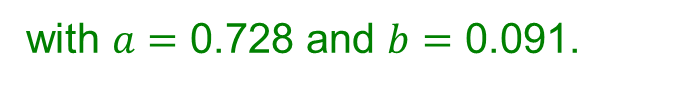 with a = 0.728 and b = 0.091.